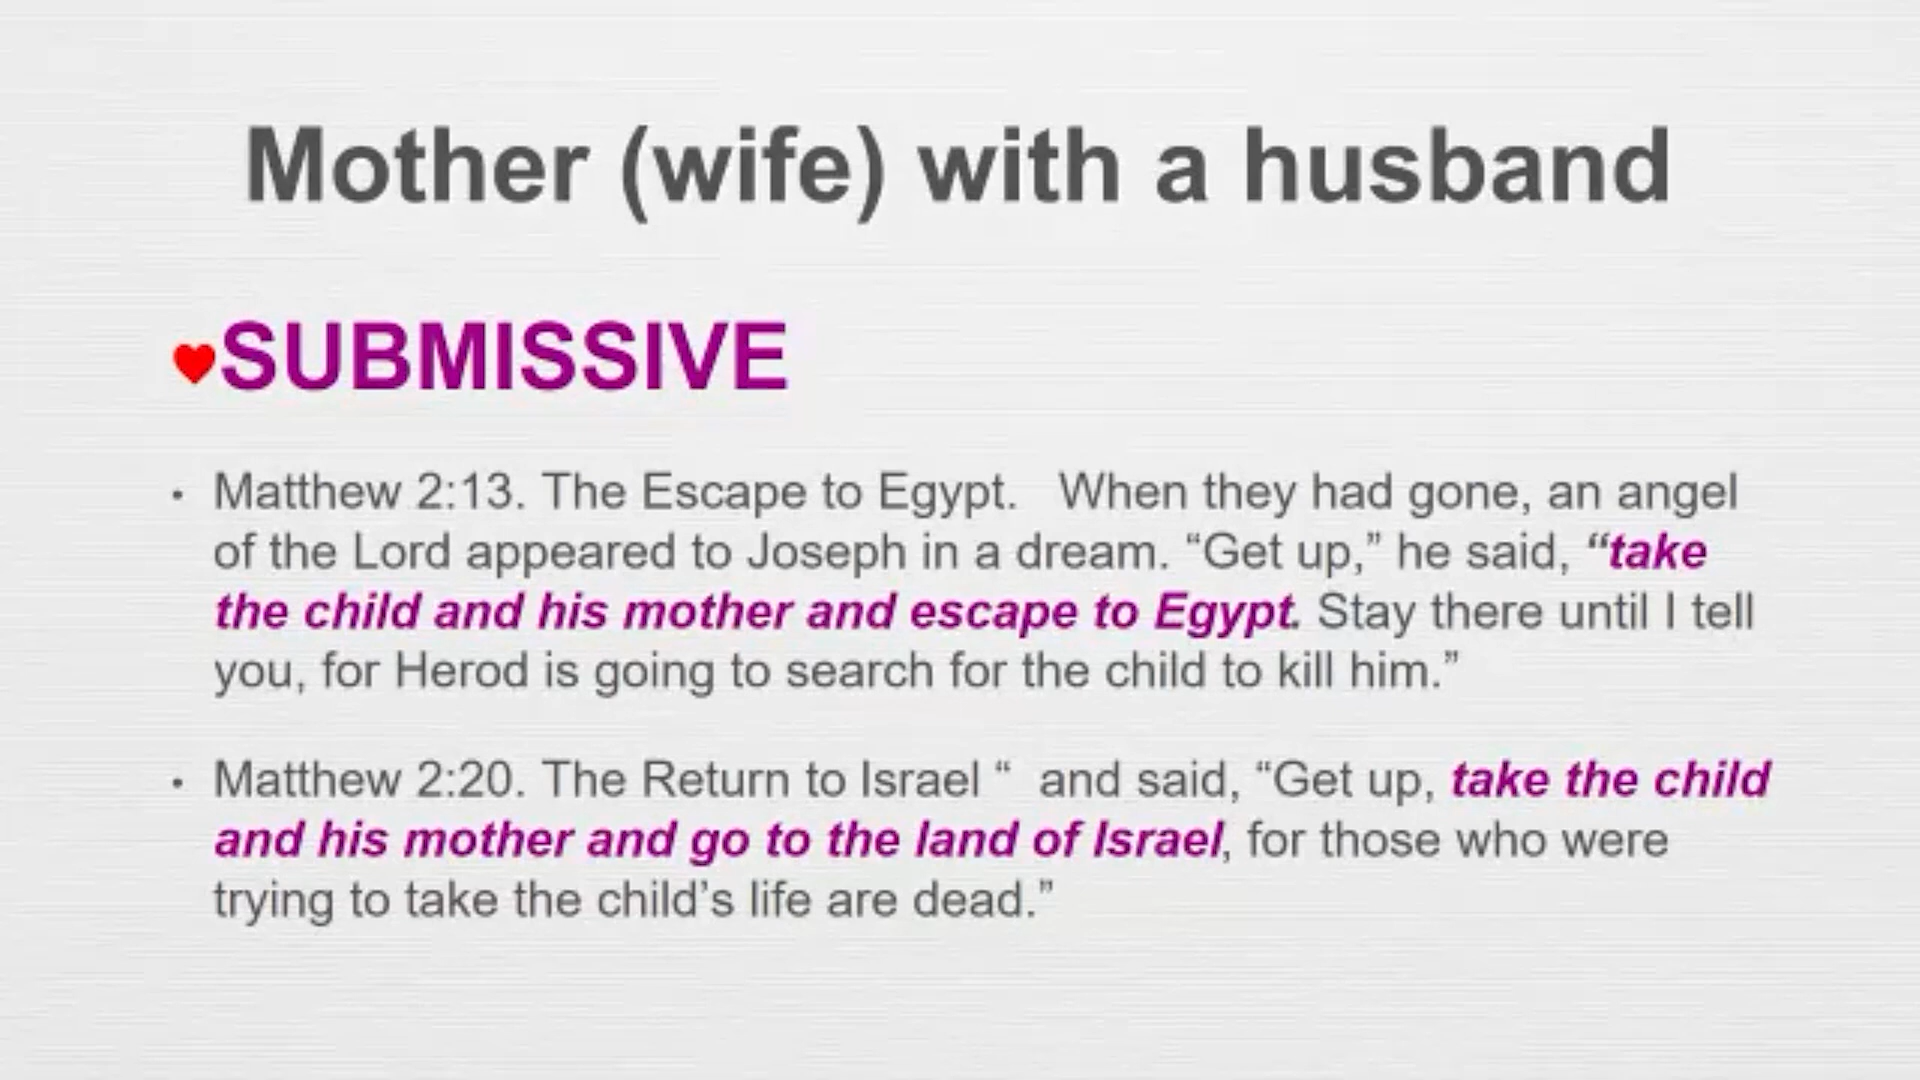 Mother (wife) with a husband
❤SUBMISSIVE
• Matthew 2:13. The Escape to Egypt.   When they had gone, an angel
of the Lord appeared to Joseph in a dream. “Get up,” he said, “take
the child and his mother and escape to Egypt. Stay there until I tell
you, for Herod is going to search for the child to kill him.”
• Matthew 2:20. The Return to Israel “  and said, “Get up, take the child
and his mother and go to the land of Israel, for those who were
trying to take the child’s life are dead.”